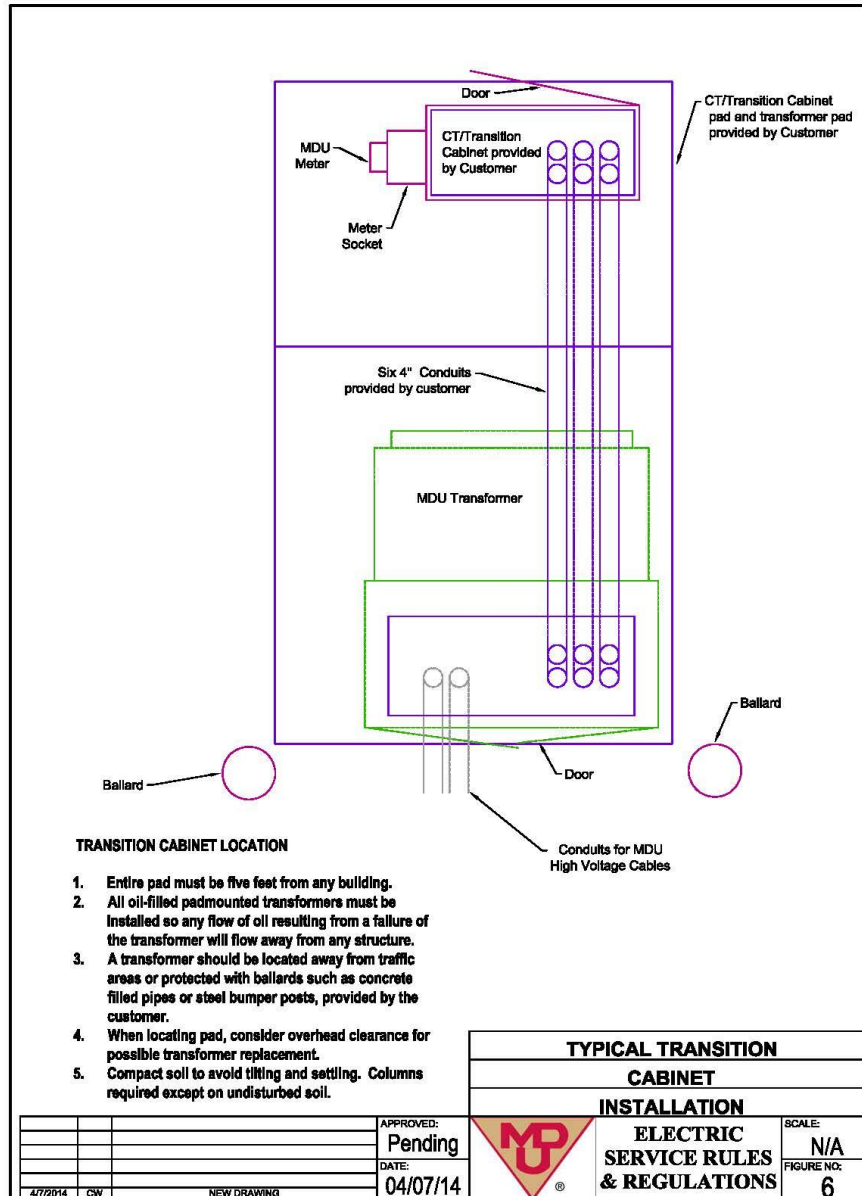 Door
CT/Transition Cabinet
pad and transformer pad
provided by Customer
CT/Transition
Cabinet provided
by Customer
MDU
Meter
Meter
Socket
Six 4" Conduits
provided by customer
MDU Transformer
Ballard
Door
Ballard
Conduits for MDU
High Voltage Cables
TRANSITION CABINET LOCATION
1. Entire pad must be five feet from any building.
2. All oil-filled padmounted transformers must be
installed so any flow of oil resulting from a failure of
the transformer will flow away from any structure.
3. A transformer should be located away from traffic
areas or protected with ballards such as concrete
filled pipes or steel bumper posts, provided by the
customer.
4. When locating pad, consider overhead clearance for
possible transformer replacement.
5. Compact soil to avoid tilting and settling. Columns
required except on undisturbed soil.
TYPICAL TRANSITION
CABINET
INSTALLATION
APPROVED:
Pending
DATE:
04/07/14
4/7/2014 CW NEW DRAWING
MDU
®
ELECTRIC
SERVICE RULES
& REGULATIONS
SCALE:
N/A
FIGURE NO:
6